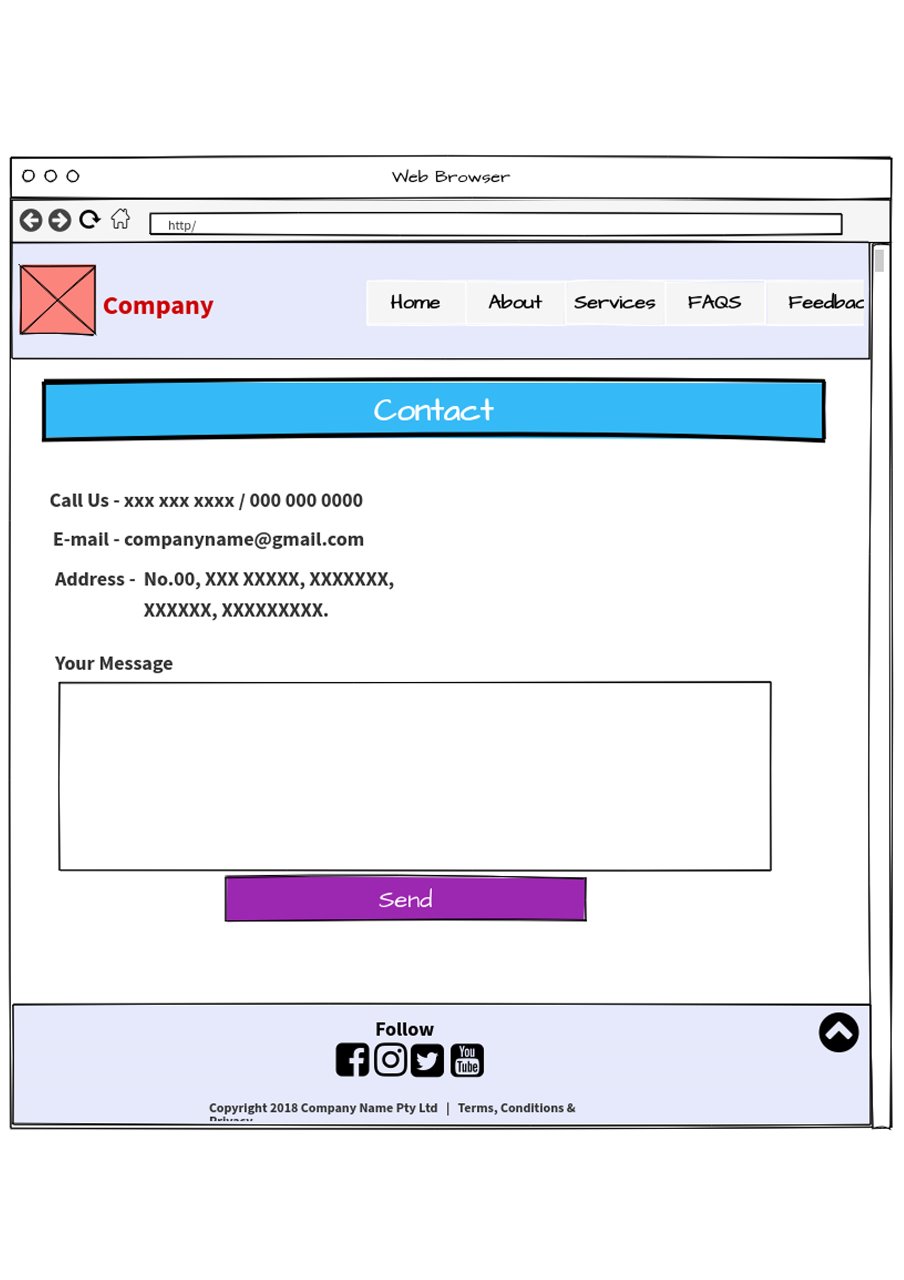 Web Browser
http/
Company
Home About Services FAQS Feedbac
Contact
Call Us - xxx xxx xxxx / 000 000 0000
E-mail - companyname@gmail.com
Address - No.00, XXX XXXXX, XXXXXXX,
XXXXXX, XXXXXXXXX.
Your Message
Send
Follow
You
Tube
Copyright 2018 Company Name Pty Ltd | Terms, Conditions &
Privacy